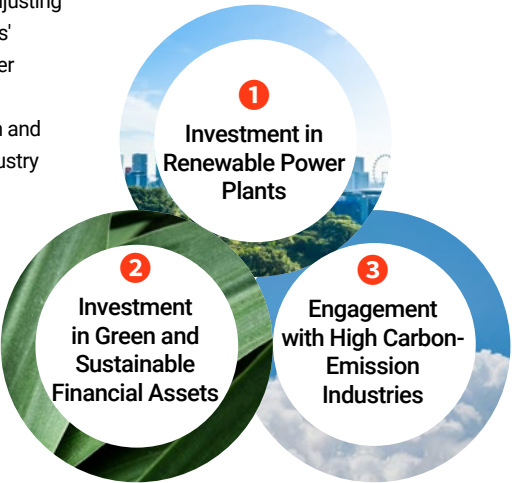 justing
s'
er
and
ustry
1
Investment in
Renewable Power
Plants
2
Investment
in Green and
Sustainable
Financial Assets
3
Engagement
with High Carbon-
Emission
Industries